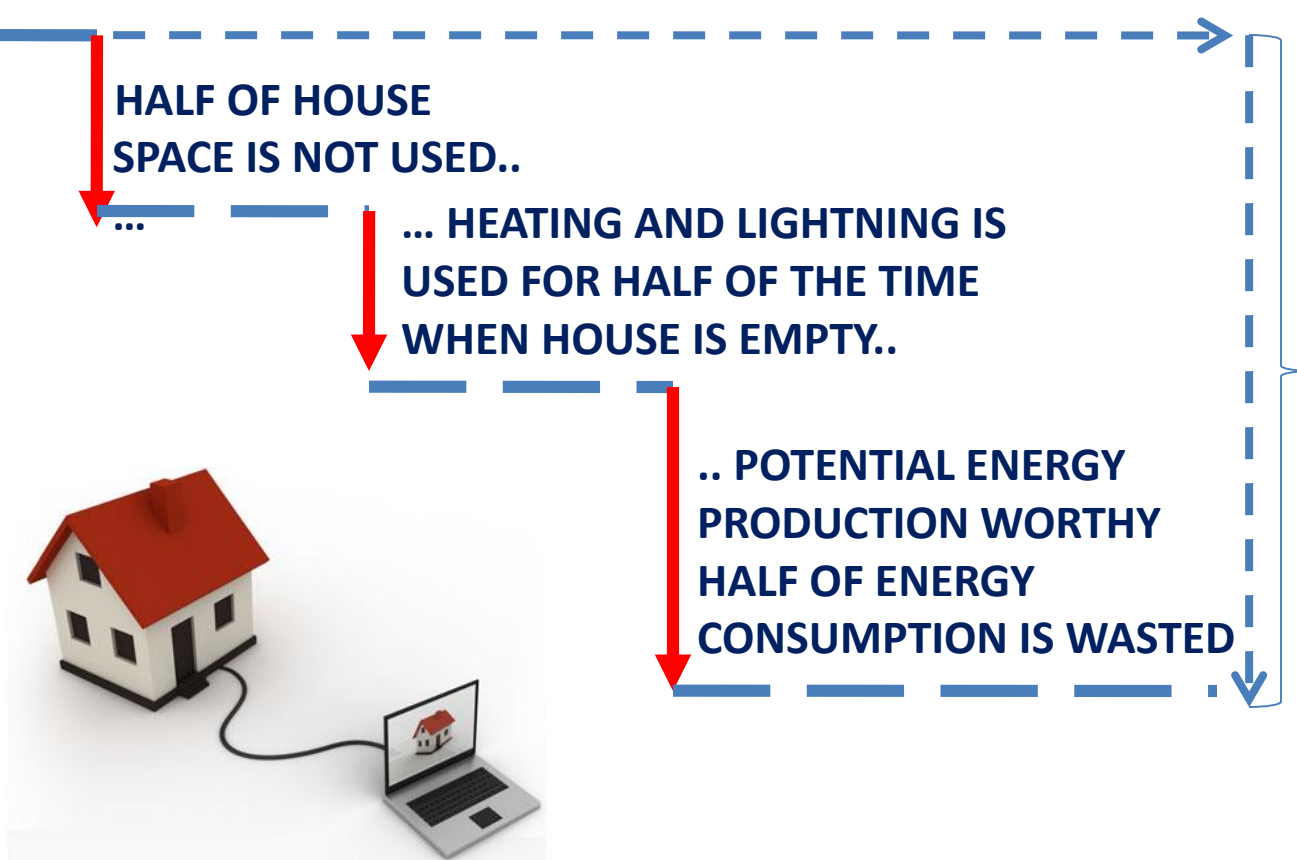 HALF OF HOUSE
SPACE IS NOT USED..
...
... HEATING AND LIGHTNING IS
USED FOR HALF OF THE TIME
WHEN HOUSE IS EMPTY..
.. POTENTIAL ENERGY
PRODUCTION WORTHY
HALF OF ENERGY
CONSUMPTION IS WASTED